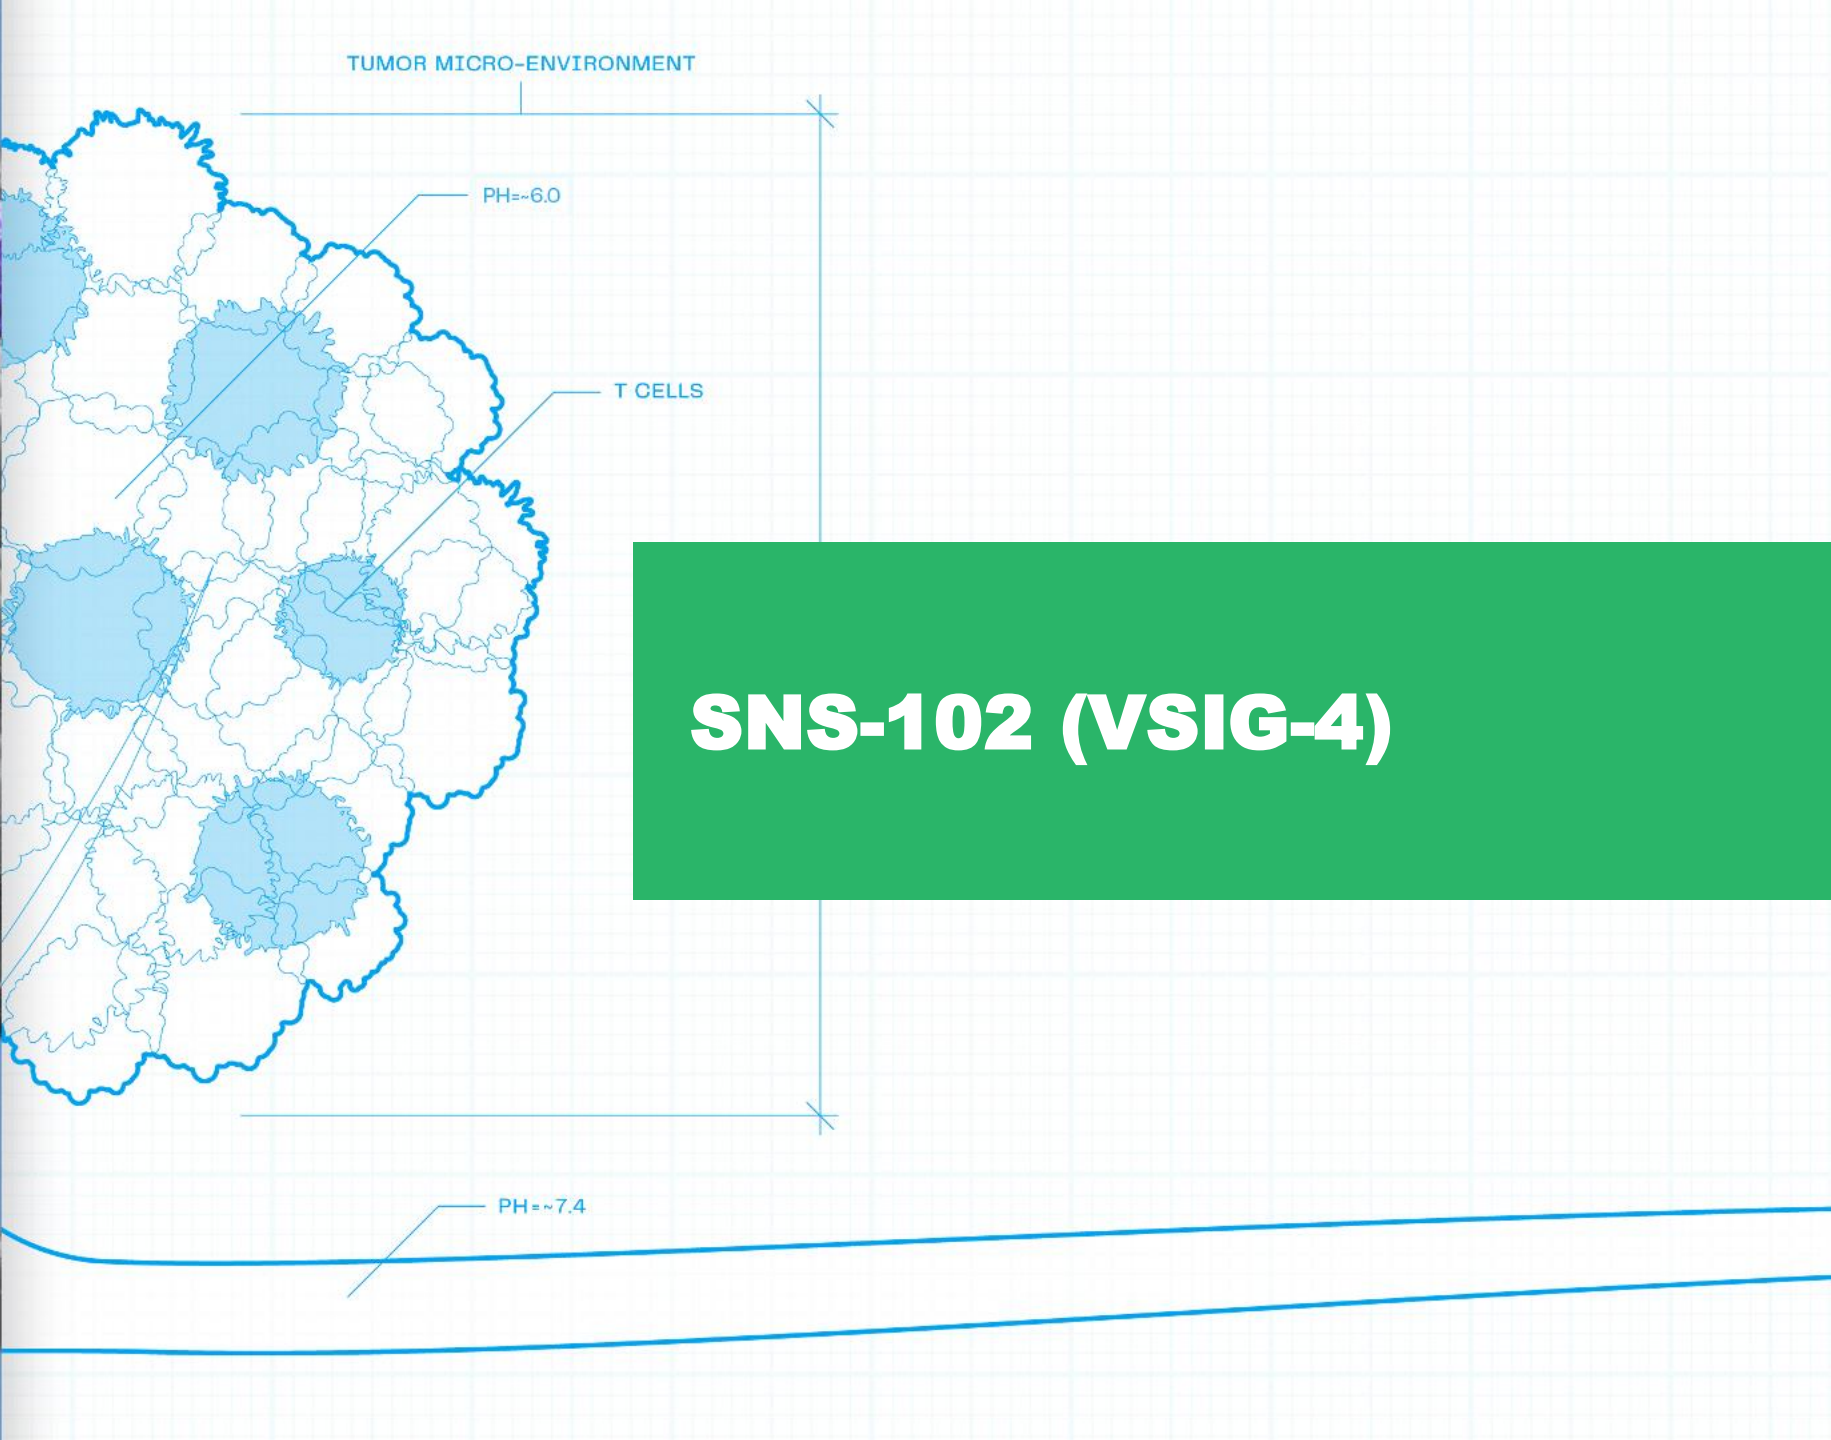 TUMOR MICRO-ENVIRONMENT
PH=~6.0
T CELLS
SNS-102 (VSIG-4)
PH=~7.4